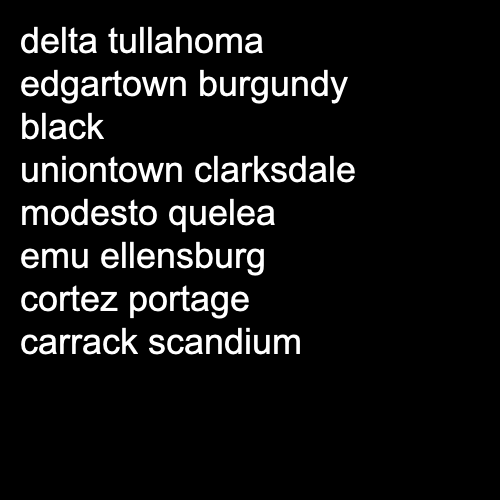 delta tullahoma
edgartown burgundy
black
uniontown clarksdale
modesto quelea
emu ellensburg
cortez portage
carrack scandium